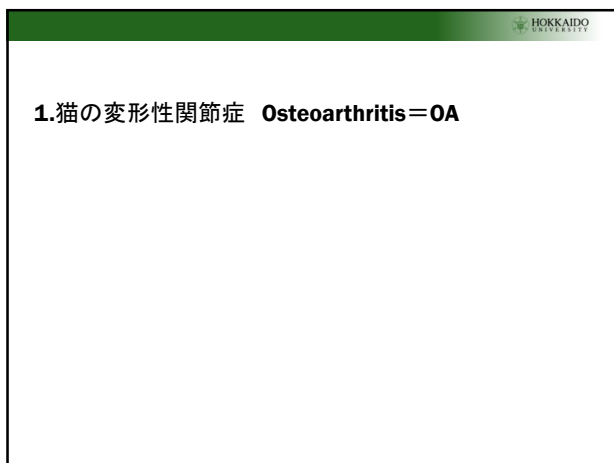 HOKKAIDO
UNIVERSITY
1.猫の変形性関節症 Osteoarthritis＝OA